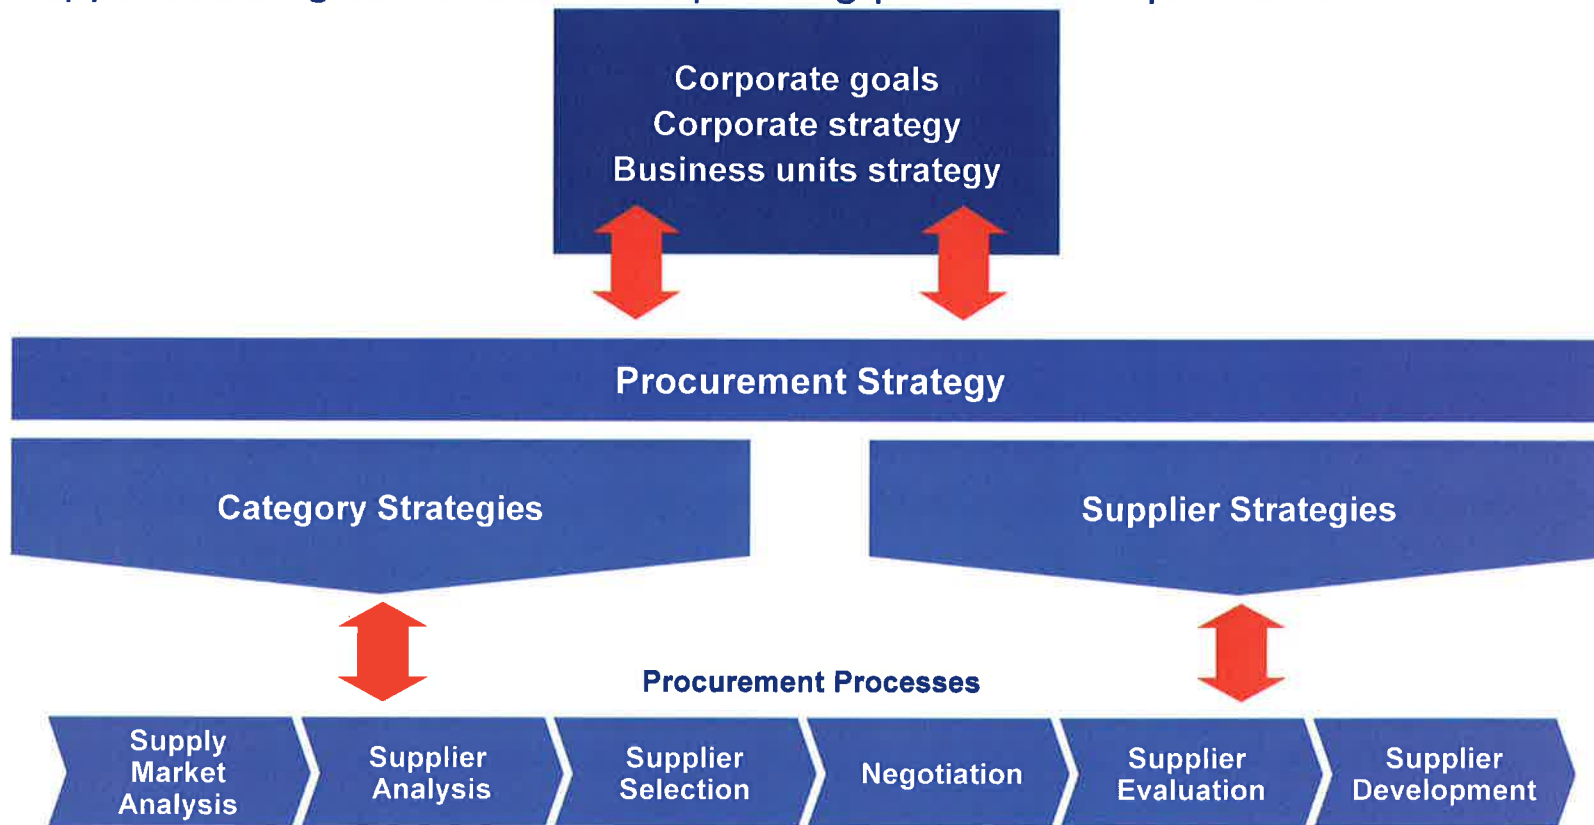 Corporate goals
Corporate strategy
Business units strategy
Procurement Strategy
Category Strategies
Supplier Strategies
Procurement Processes
Supply
Market
Analysis
Supplier
Analysis
Supplier
Selection
Negotiation
Supplier
Evaluation
Supplier
Development